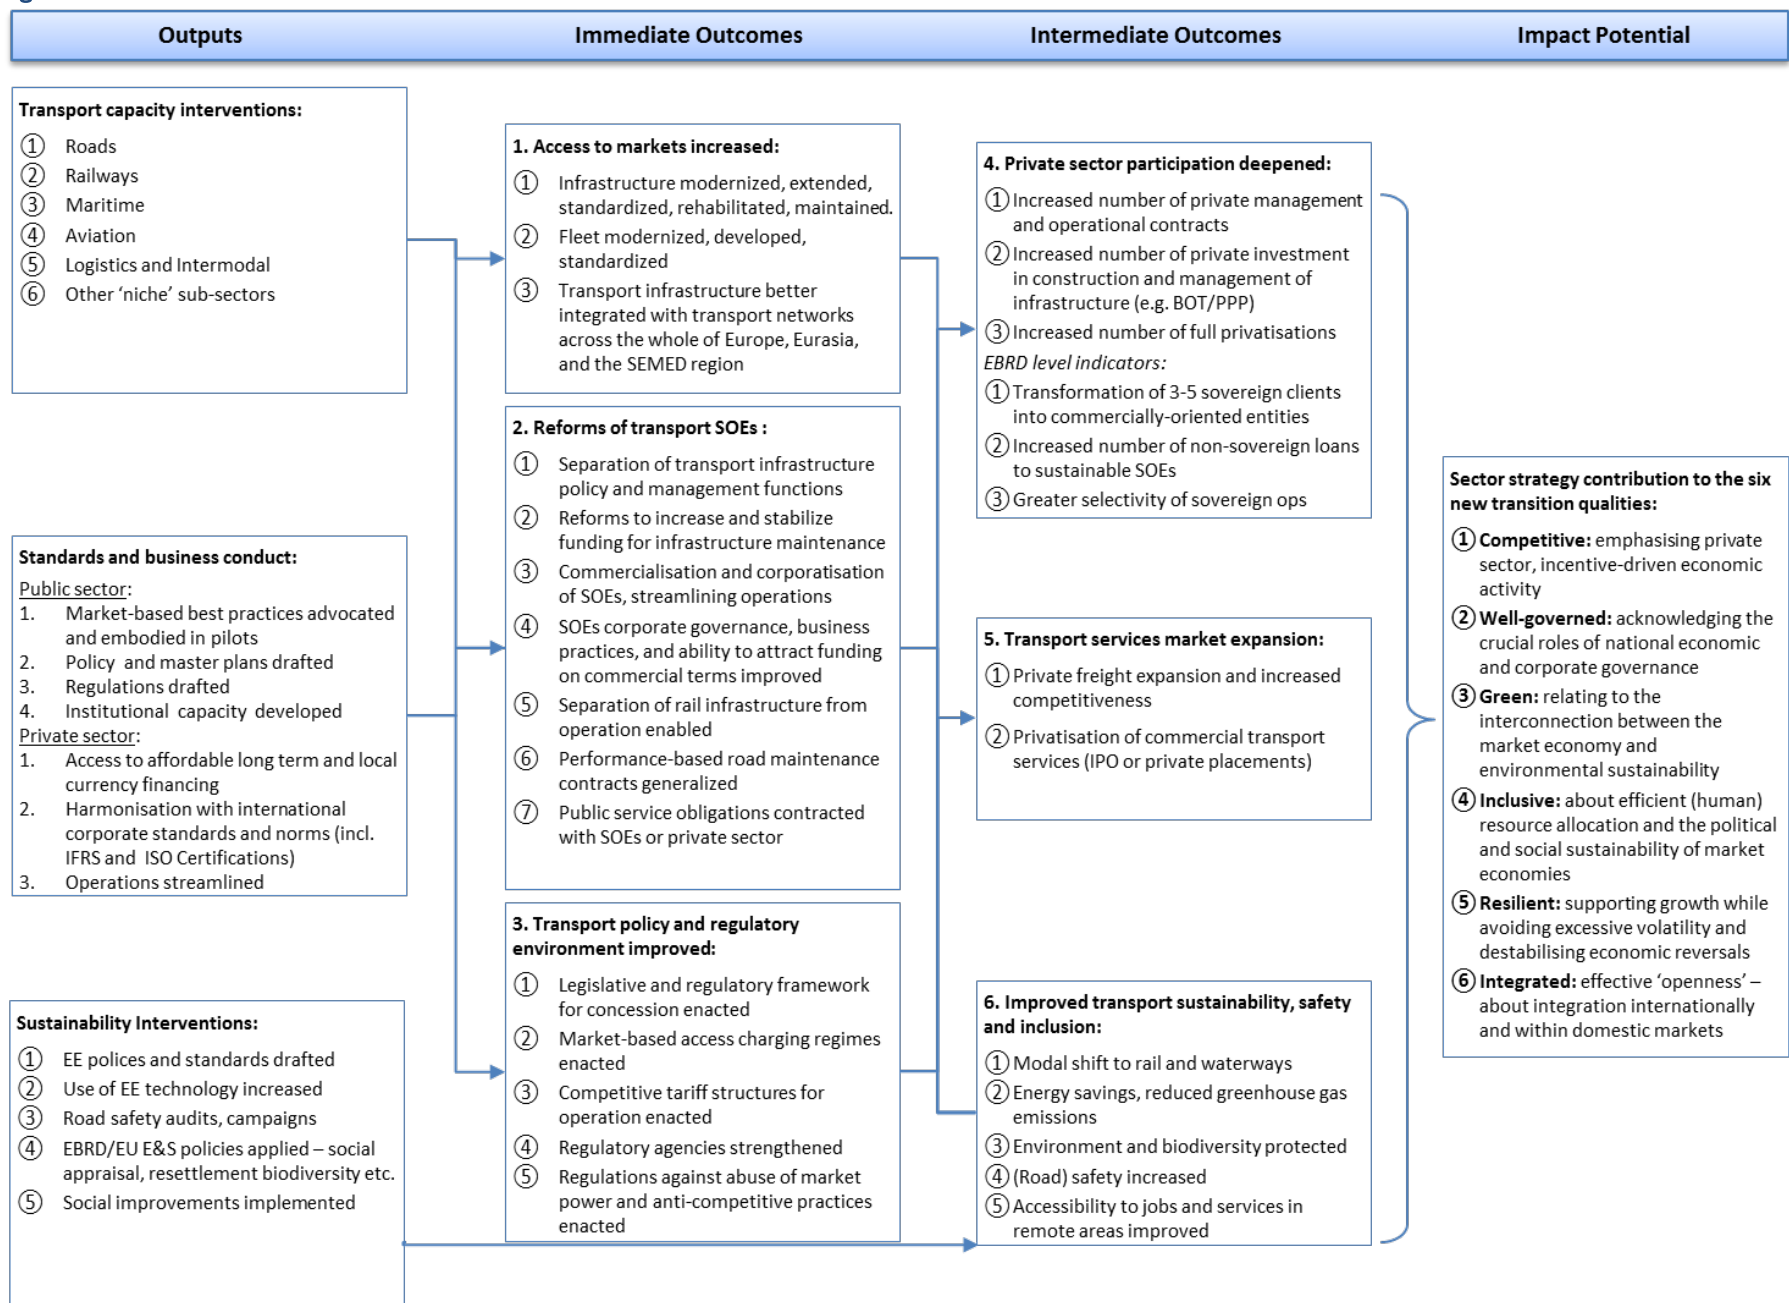 Outputs
Immediate Outcomes
Intermediate Outcomes
Impact Potential
Transport capacity interventions:
① Roads
② Railways
③ Maritime
④ Aviation
⑤ Logistics and Intermodal
⑥ Other ‘niche’ sub-sectors
Standards and business conduct:
Public sector:
1. Market-based best practices advocated
and embodied in pilots
2. Policy and master plans drafted
3. Regulations drafted
4. Institutional capacity developed
Private sector:
1. Access to affordable long term and local
currency financing
2. Harmonisation with international
corporate standards and norms (incl.
IFRS and ISO Certifications)
3. Operations streamlined
Sustainability Interventions:
① EE polices and standards drafted
② Use of EE technology increased
③ Road safety audits, campaigns
④ EBRD/EU E&S policies applied – social
appraisal, resettlement biodiversity etc.
⑤ Social improvements implemented
1. Access to markets increased:
① Infrastructure modernized, extended,
standardized, rehabilitated, maintained.
② Fleet modernized, developed,
standardized
③ Transport infrastructure better
integrated with transport networks
across the whole of Europe, Eurasia,
and the SEMED region
2. Reforms of transport SOEs :
① Separation of transport infrastructure
policy and management functions
② Reforms to increase and stabilize
funding for infrastructure maintenance
③ Commercialisation and corporatisation
of SOEs, streamlining operations
④ SOEs corporate governance, business
practices, and ability to attract funding
on commercial terms improved
⑤ Separation of rail infrastructure from
operation enabled
⑥ Performance-based road maintenance
contracts generalized
⑦ Public service obligations contracted
with SOEs or private sector
3. Transport policy and regulatory
environment improved:
① Legislative and regulatory framework
for concession enacted
② Market-based access charging regimes
enacted
③ Competitive tariff structures for
operation enacted
④ Regulatory agencies strengthened
⑤ Regulations against abuse of market
power and anti-competitive practices
enacted
4. Private sector participation deepened:
① Increased number of private management
and operational contracts
② Increased number of private investment
in construction and management of
infrastructure (e.g. BOT/PPP)
③ Increased number of full privatisations
EBRD level indicators:
① Transformation of 3-5 sovereign clients
into commercially-oriented entities
② Increased number of non-sovereign loans
to sustainable SOEs
③ Greater selectivity of sovereign ops
5. Transport services market expansion:
① Private freight expansion and increased
competitiveness
② Privatisation of commercial transport
services (IPO or private placements)
6. Improved transport sustainability, safety
and inclusion:
① Modal shift to rail and waterways
② Energy savings, reduced greenhouse gas
emissions
③ Environment and biodiversity protected
④ (Road) safety increased
⑤ Accessibility to jobs and services in
remote areas improved
Sector strategy contribution to the six
new transition qualities:
① Competitive: emphasising private
sector, incentive-driven economic
activity
② Well-governed: acknowledging the
crucial roles of national economic
and corporate governance
③ Green: relating to the
interconnection between the
market economy and
environmental sustainability
④ Inclusive: about efficient (human)
resource allocation and the political
and social sustainability of market
economies
⑤ Resilient: supporting growth while
avoiding excessive volatility and
destabilising economic reversals
⑥ Integrated: effective ‘openness’ –
about integration internationally
and within domestic markets